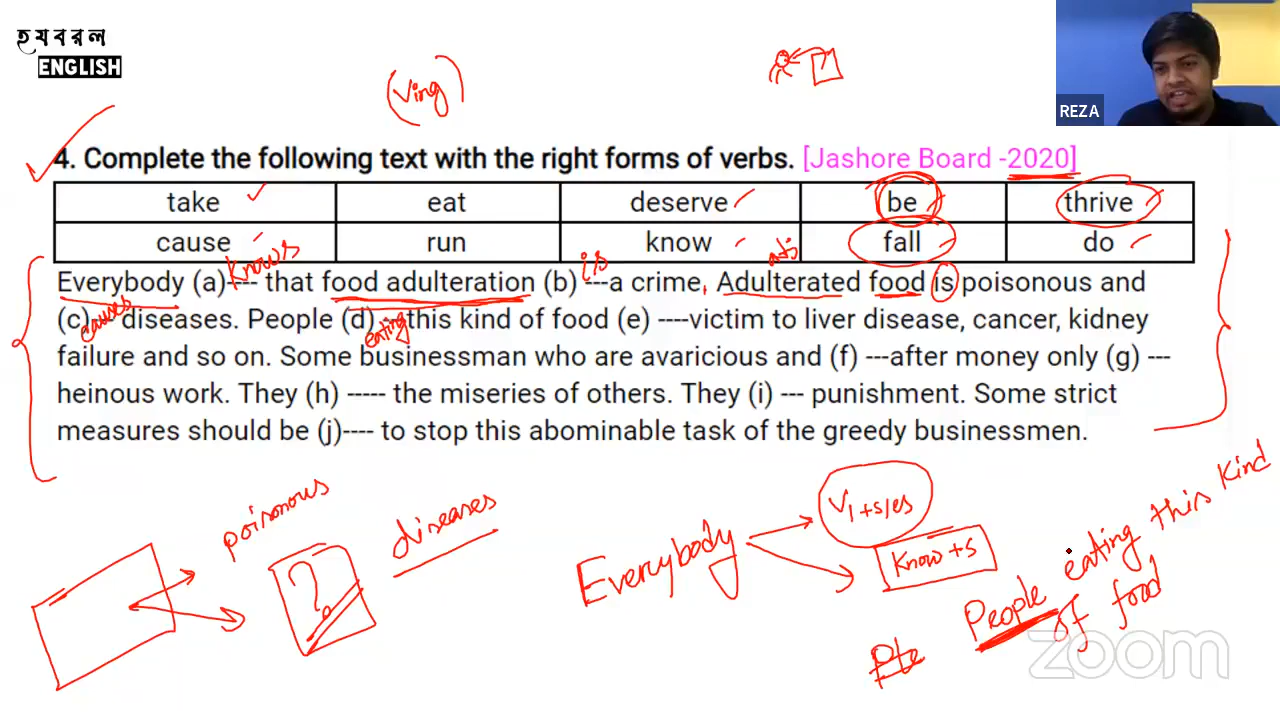 হ য ব র ল
ENGLISH
(Ving)
REZA
4. Complete the following text with the right forms of verbs. [Jashore Board -2020]
take eat deserve be thrive
cause run know fall do
knows is adj
Everybody (a)---- that food adulteration (b) ---a crime. Adulterated food is poisonous and
causes eating
(c)--- diseases. People (d)---this kind of food (e) ----victim to liver disease, cancer, kidney
failure and so on. Some businessman who are avaricious and (f) ---after money only (g) ---
heinous work. They (h) ----- the miseries of others. They (i) --- punishment. Some strict
measures should be (j)---- to stop this abominable task of the greedy businessmen.
poisonous
?
diseases
Everybody
V1+s/es
Know+s
People eating this kind
of food
zoom